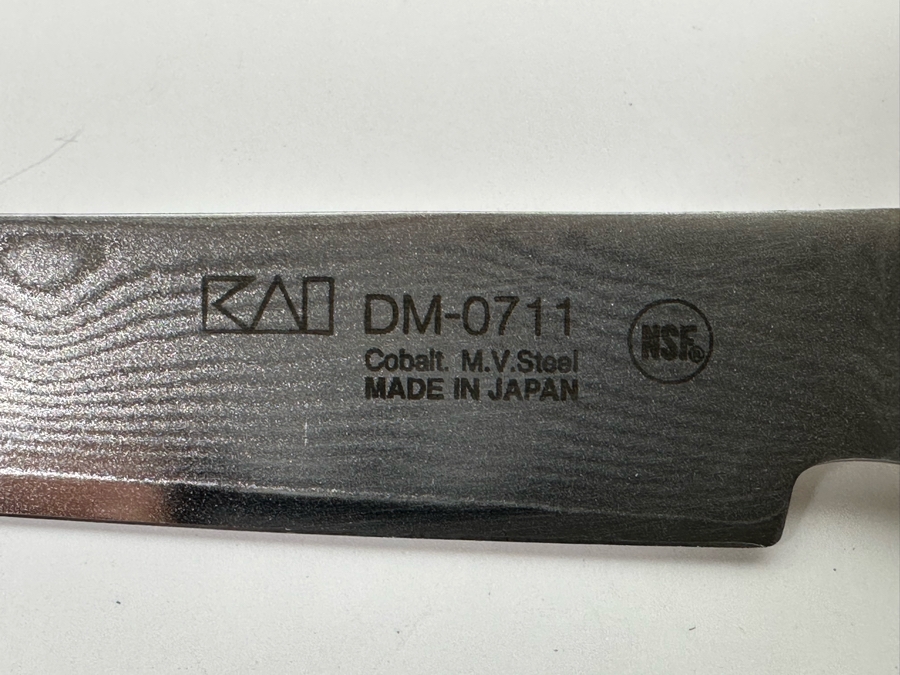 KAI
DM-0711
Cobalt. M.V.Steel
MADE IN JAPAN
NSF®